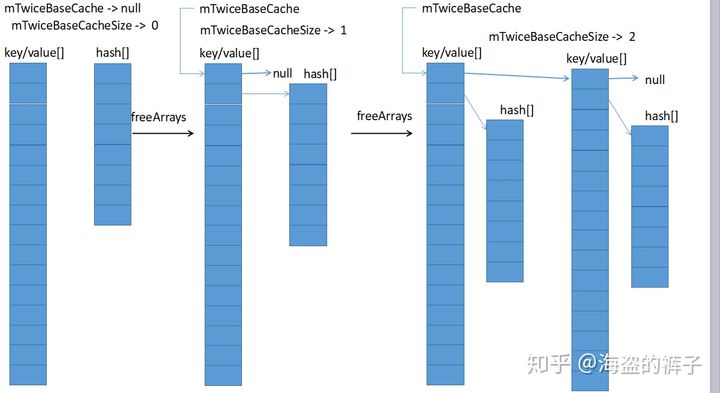 mTwiceBaseCache -> null
mTwiceBaseCacheSize -> 0
key/value[]
hash[]
freeArrays
mTwiceBaseCache
mTwiceBaseCacheSize -> 1
key/value[]
null
hash[]
freeArrays
mTwiceBaseCache
mTwiceBaseCacheSize -> 2
key/value[]
key/value[]
null
hash[]
hash[]
知乎 @海盗的裤子